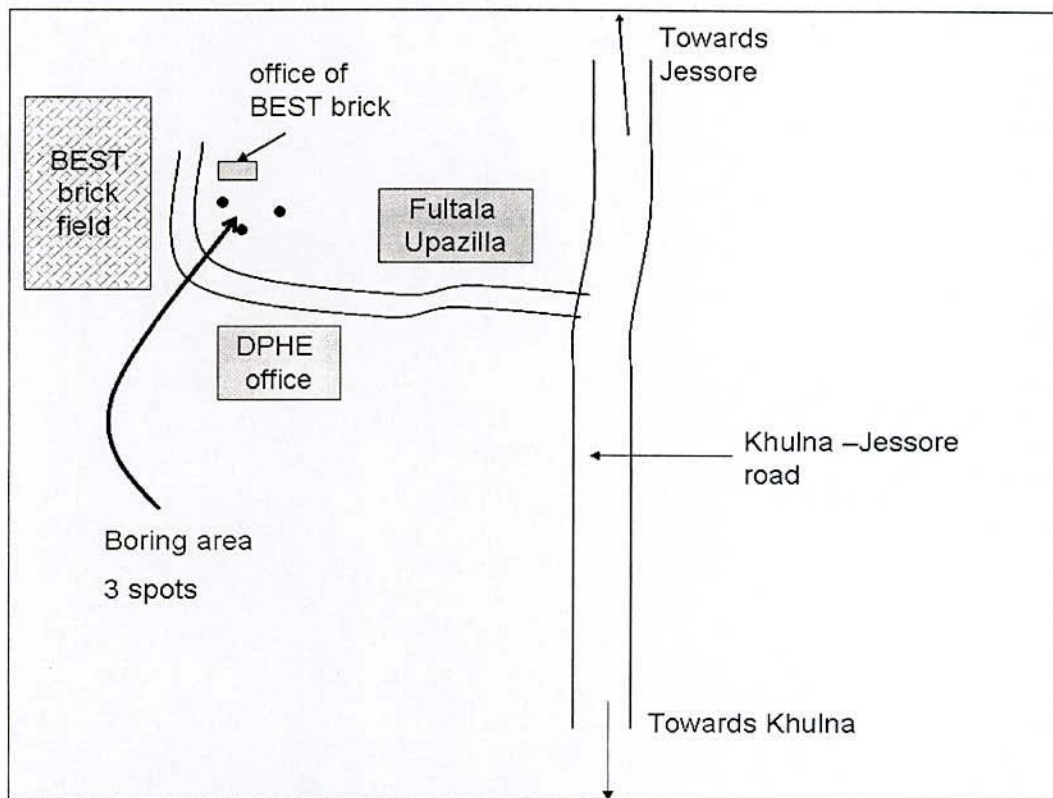 Towards
Jessore
office of
BEST brick
BEST
brick
field
Fultala
Upazilla
DPHE
office
Khulna –Jessore
road
Boring area
3 spots
Towards Khulna